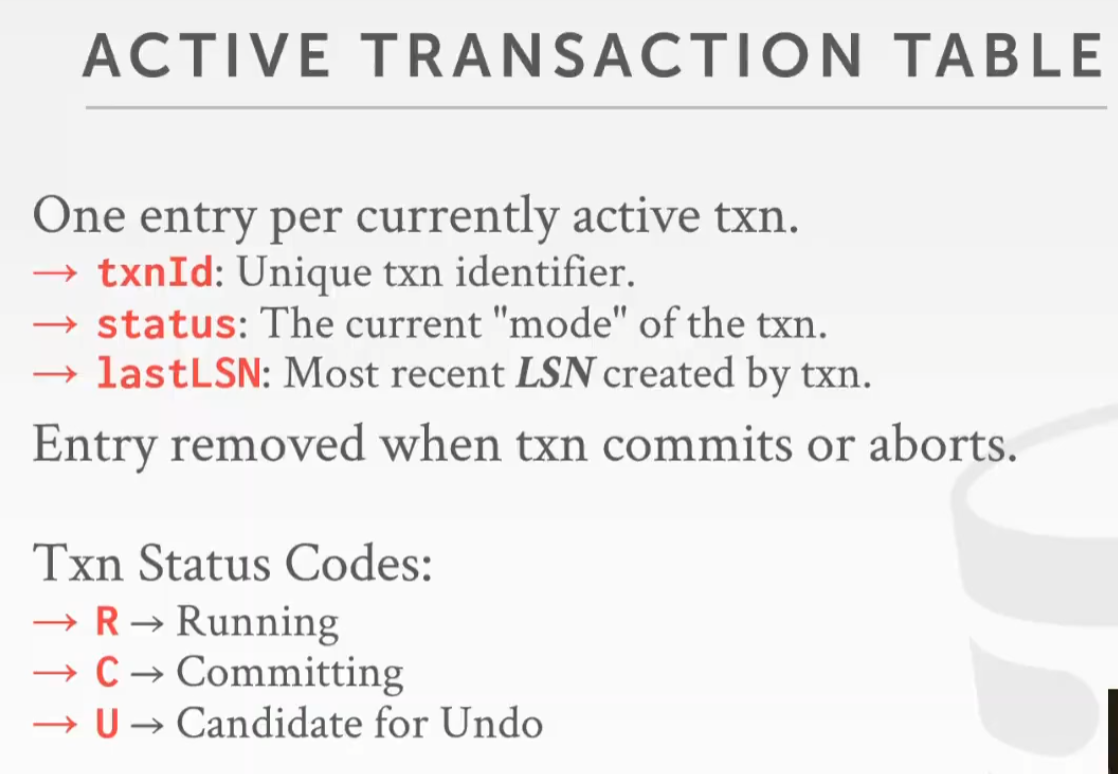 ACTIVE TRANSACTION TABLE
One entry per currently active txn.
→ txnId: Unique txn identifier.
→ status: The current "mode" of the txn.
→ lastLSN: Most recent LSN created by txn.
Entry removed when txn commits or aborts.
Txn Status Codes:
→ R → Running
→ C → Committing
→ U → Candidate for Undo